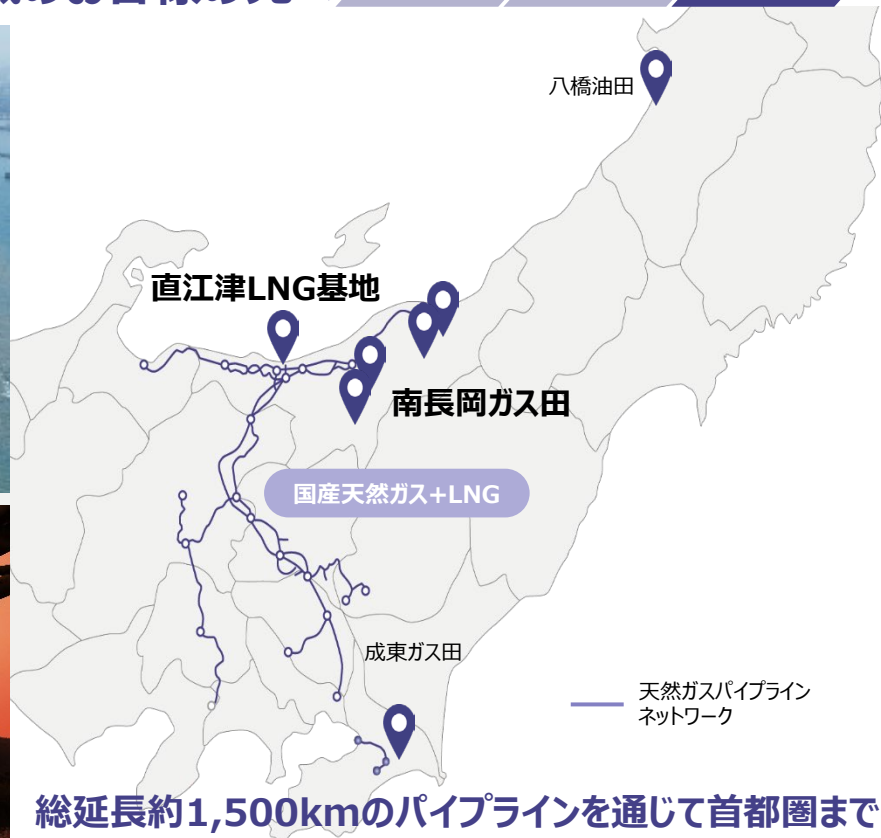 八橋油田
直江津LNG基地
南長岡ガス田
国産天然ガス+LNG
成東ガス田
天然ガスパイプライン
ネットワーク
総延長約1,500kmのパイプラインを通じて首都圏まで